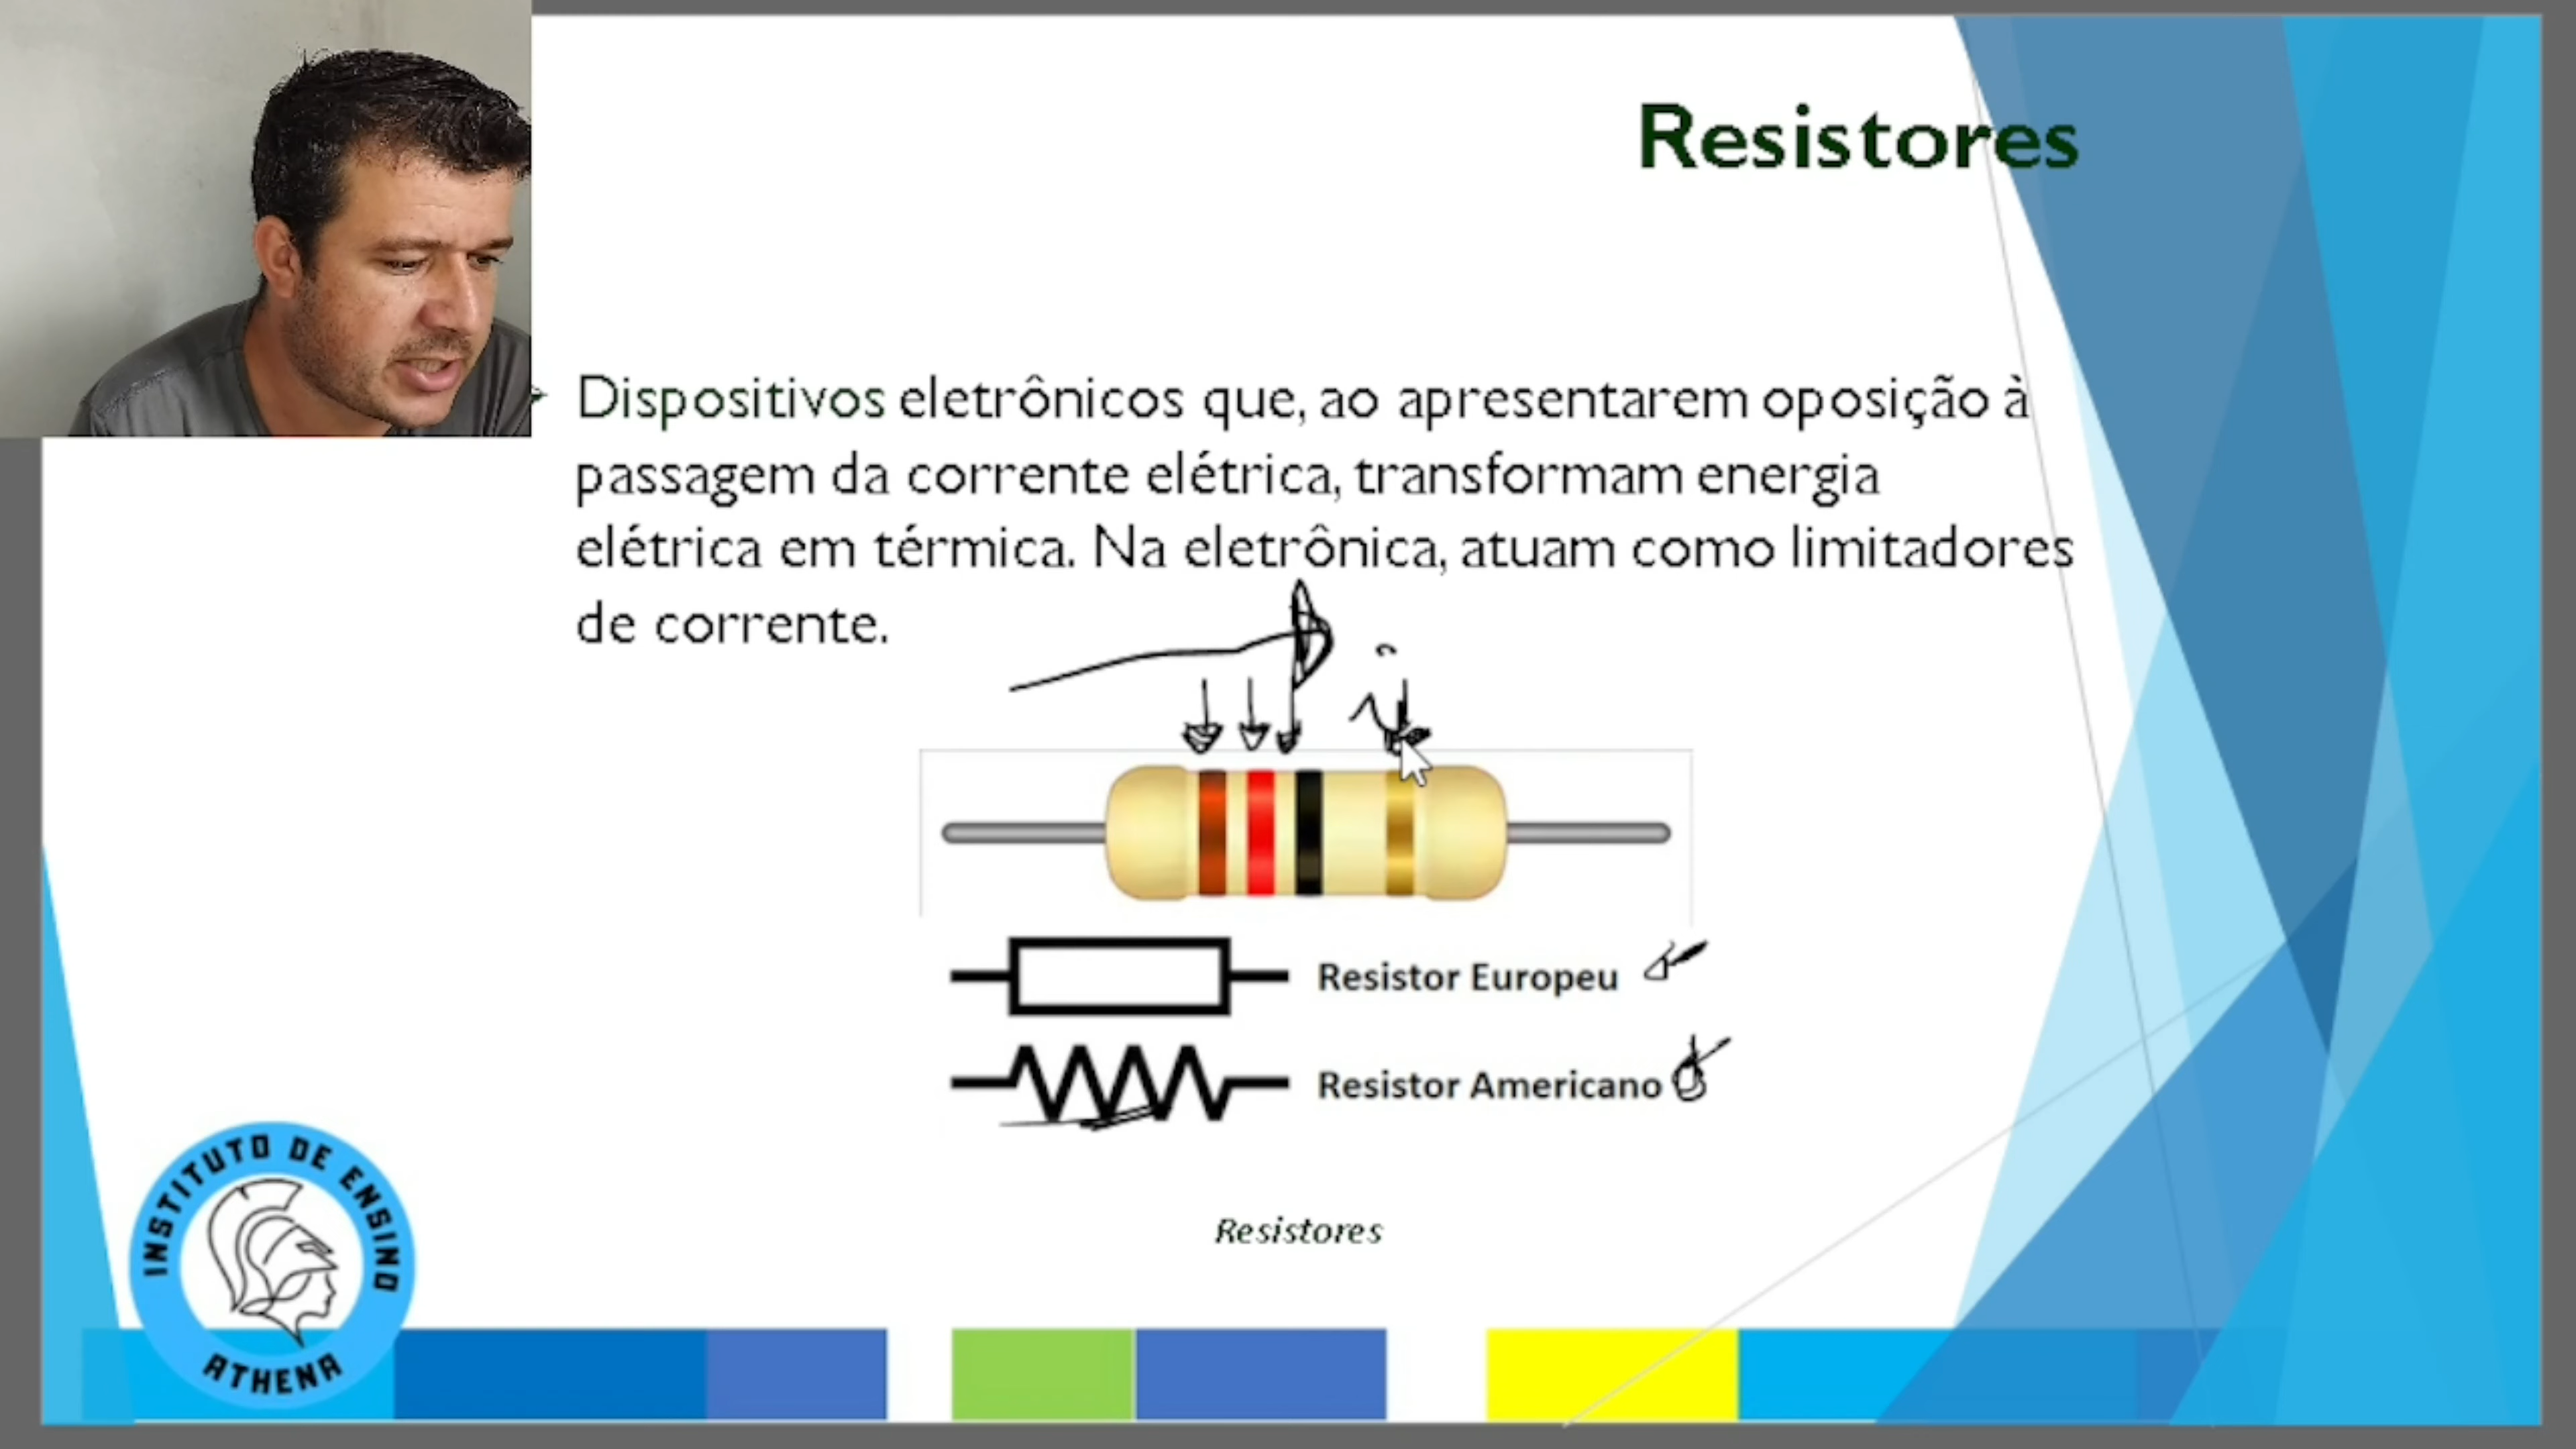 Resistores
Dispositivos eletrônicos que, ao apresentarem oposição à
passagem da corrente elétrica, transformam energia
elétrica em térmica. Na eletrônica, atuam como limitadores
de corrente.
Resistor Europeu
Resistor Americano
Resistores
INSTITUTO DE ENSINO
ATHENA